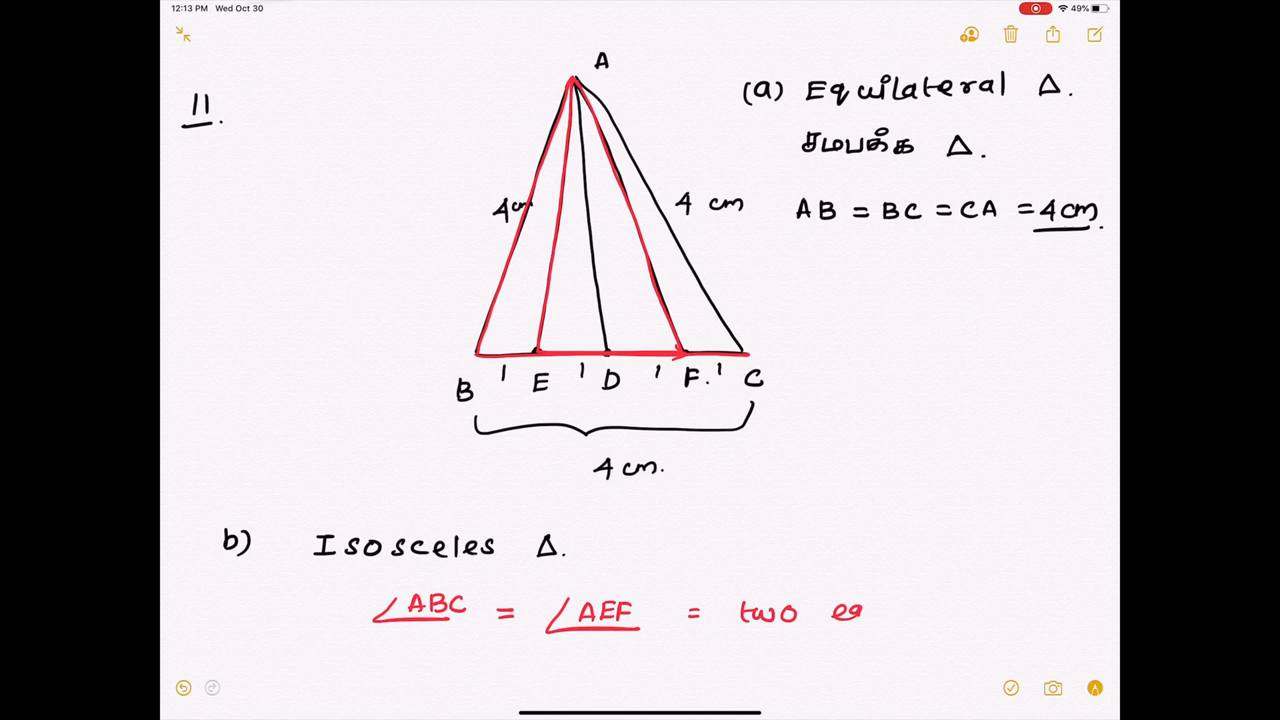 12:13 PM Wed Oct 30
49%
11.
A
(a) Equilateral Δ.
சமபக்க Δ.
4cm
4 cm
AB = BC = CA = 4cm.
B 1 E 1 D 1 F. 1 C
4 cm.
b) Isosceles Δ.
∠ABC = ∠AEF = two eq